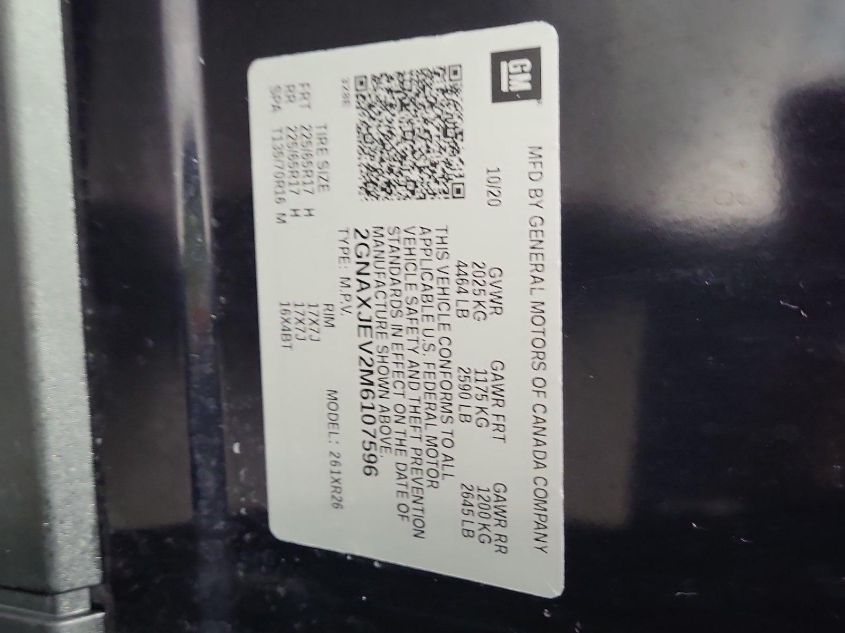 GM
MFD BY GENERAL MOTORS OF CANADA COMPANY
10/20 GVWR GAWR FRT GAWR RR
2025 KG 1175 KG 1200 KG
4464 LB 2590 LB 2645 LB
THIS VEHICLE CONFORMS TO ALL
APPLICABLE U.S. FEDERAL MOTOR
VEHICLE SAFETY AND THEFT PREVENTION
STANDARDS IN EFFECT ON THE DATE OF
MANUFACTURE SHOWN ABOVE.
2GNAXJEV2M6107596
TYPE: M.P.V. MODEL: 261XR26
TIRE SIZE RIM
FRT 225/65R17 H 17X7J
RR 225/65R17 H 17X7J
SPA T135/70R16 M 16X4BT